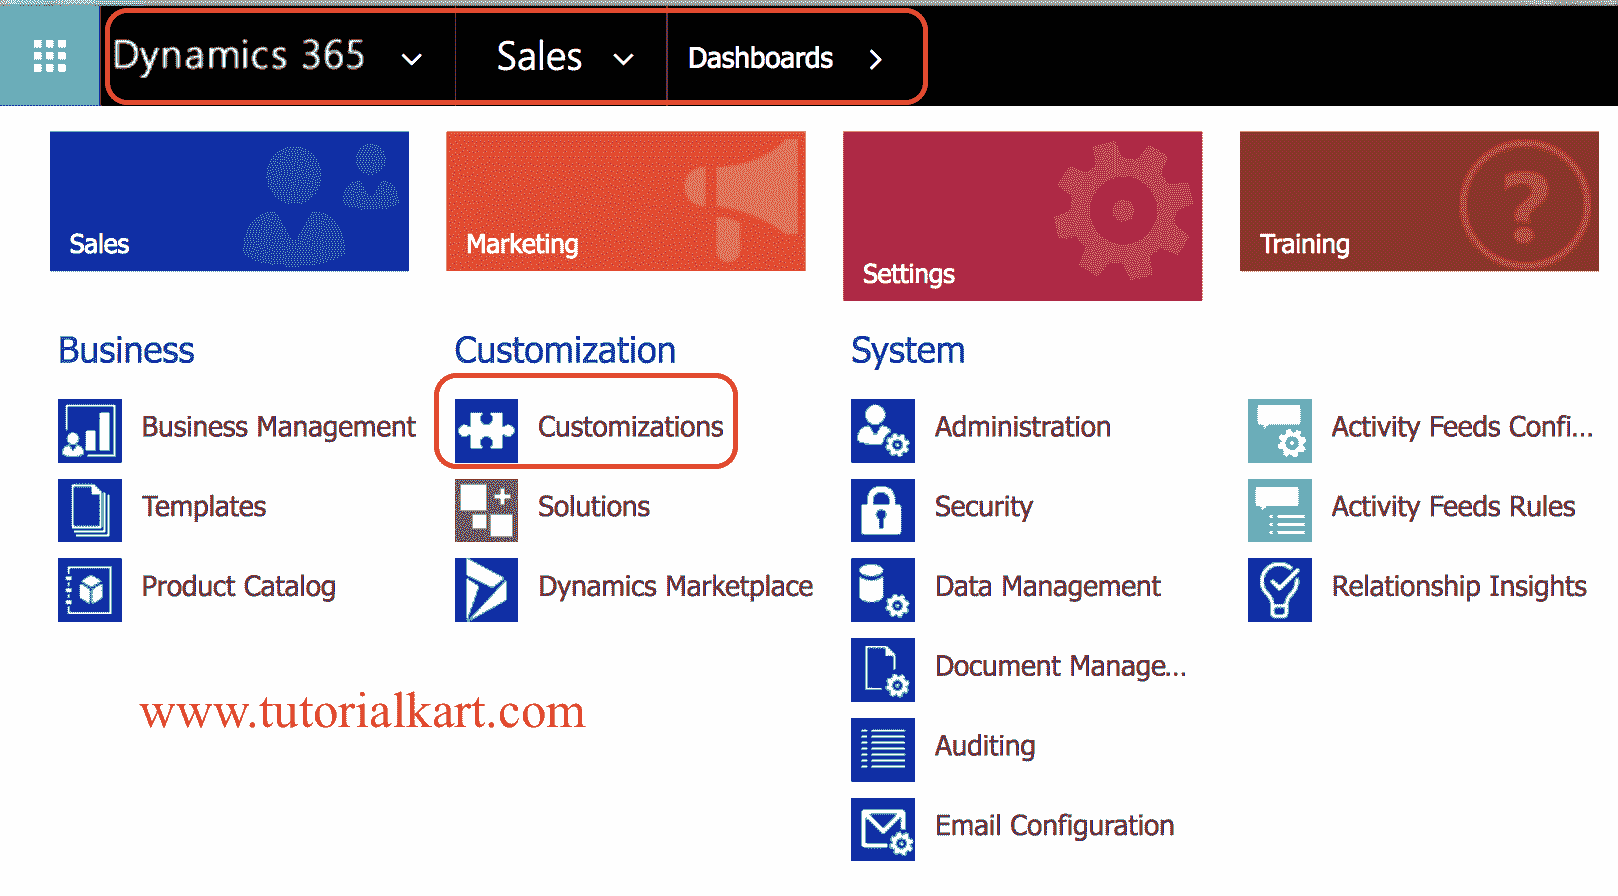 Dynamics 365 Sales Dashboards
Sales Marketing Settings Training
Business
Business Management
Templates
Product Catalog
Customization
Customizations
Solutions
Dynamics Marketplace
System
Administration
Security
Data Management
Document Manage...
Auditing
Email Configuration
Activity Feeds Confi...
Activity Feeds Rules
Relationship Insights
www.tutorialkart.com